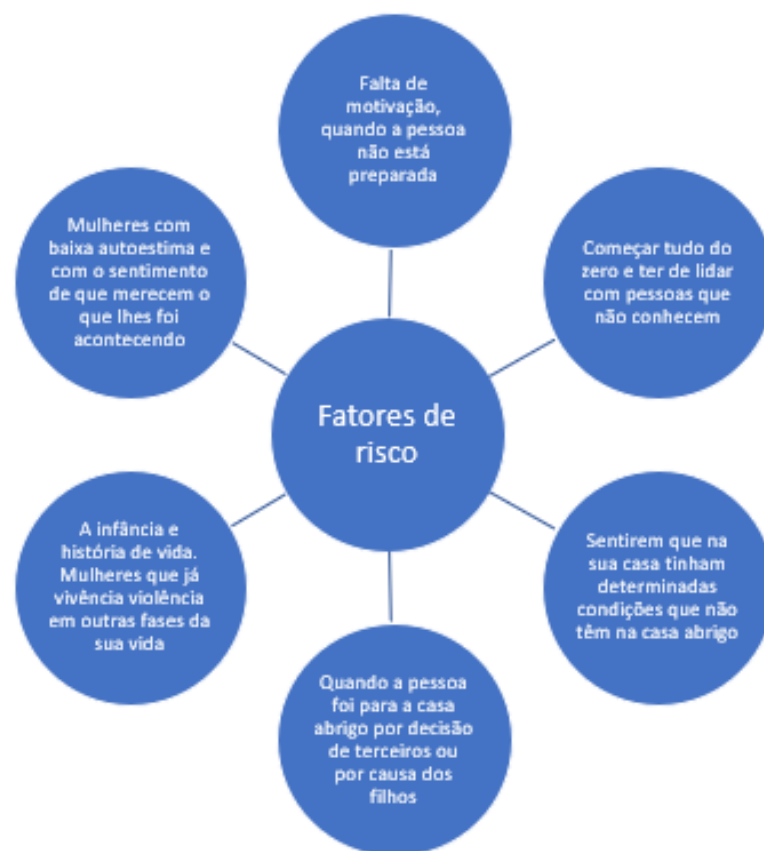 Falta de
motivação,
quando a pessoa
não está
preparada
Começar tudo do
zero e ter de lidar
com pessoas que
não conhecem
Sentirem que na
sua casa tinham
determinadas
condições que não
têm na casa abrigo
Quando a pessoa
foi para a casa
abrigo por decisão
de terceiros ou
por causa dos
filhos
A infância e
história de vida.
Mulheres que já
vivência violência
em outras fases da
sua vida
Mulheres com
baixa autoestima e
com o sentimento
de que merecem o
que lhes foi
acontecendo
Fatores de
risco